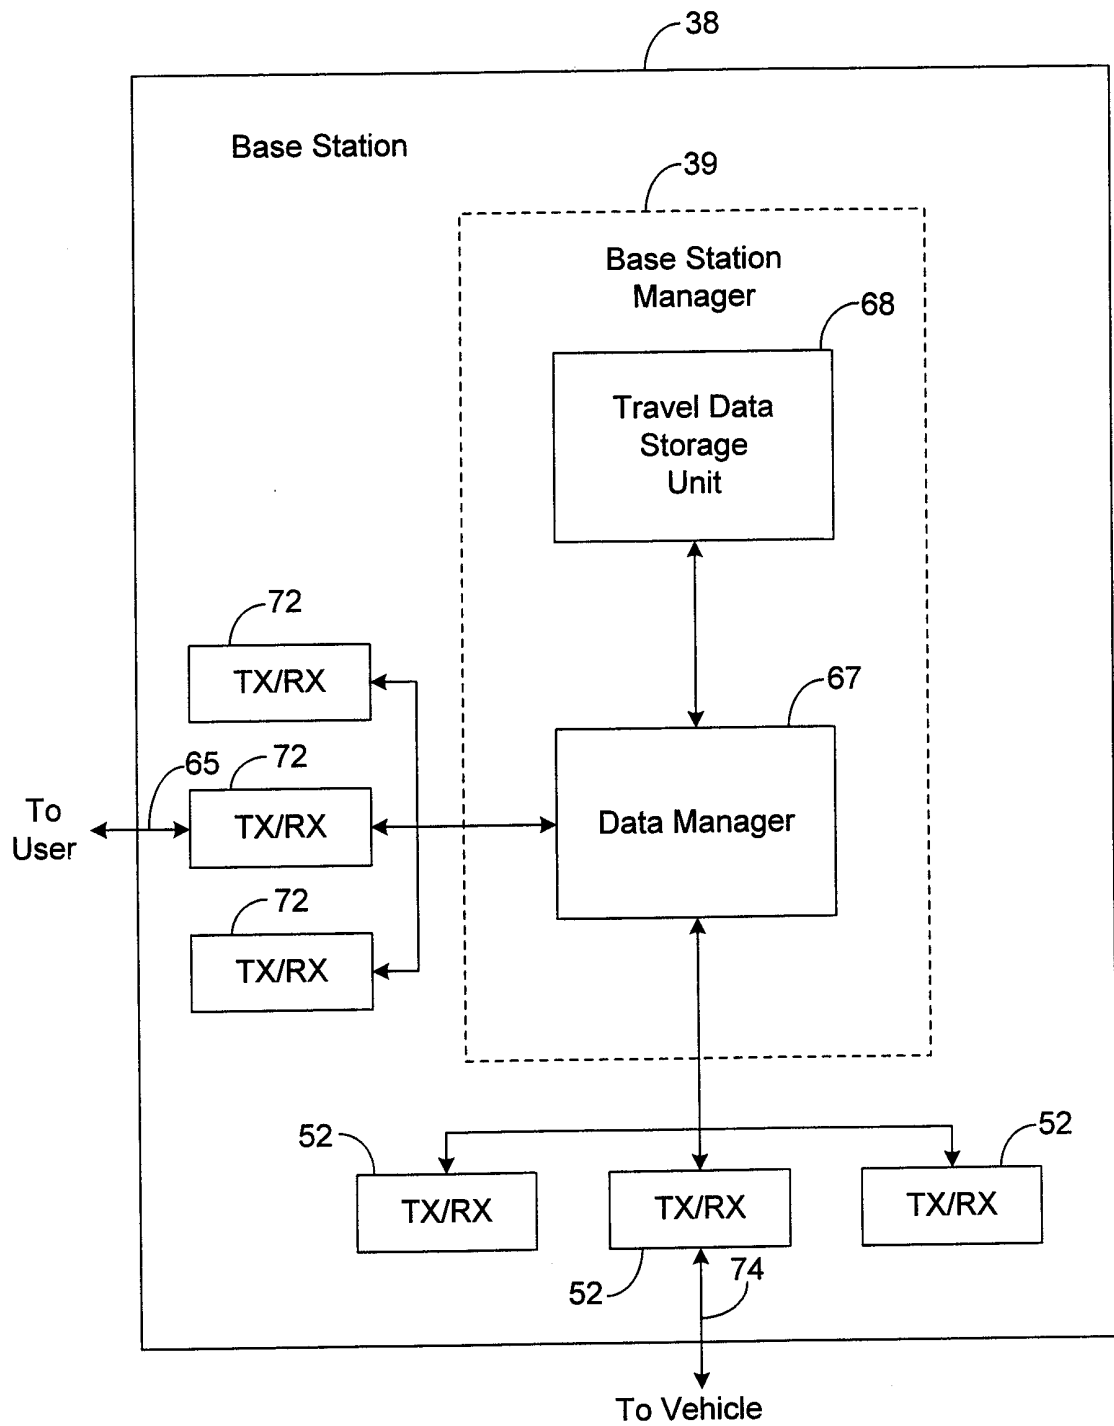 38
Base Station
39
Base Station
Manager
68
Travel Data
Storage
Unit
72
TX/RX
67
65
72
To
User
TX/RX
Data Manager
72
TX/RX
52
52
TX/RX
TX/RX
TX/RX
52
74
To Vehicle